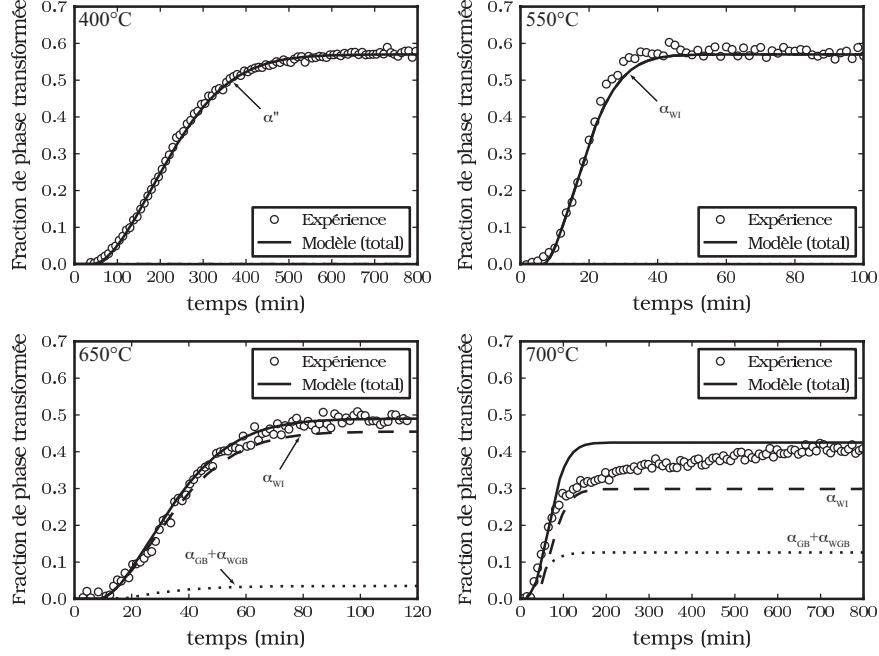 400°C
Fraction de phase transformée
0.7
0.6
0.5
0.4
0.3
0.2
0.1
0.0
α"
Expérience
Modèle (total)
0 100 200 300 400 500 600 700 800
temps (min)
550°C
Fraction de phase transformée
0.7
0.6
0.5
0.4
0.3
0.2
0.1
0.0
αWI
Expérience
Modèle (total)
0 20 40 60 80 100
temps (min)
650°C
Fraction de phase transformée
0.7
0.6
0.5
0.4
0.3
0.2
0.1
0.0
Expérience
Modèle (total)
αWI
αGB+αWGB
0 20 40 60 80 100 120
temps (min)
700°C
Fraction de phase transformée
0.7
0.6
0.5
0.4
0.3
0.2
0.1
0.0
Expérience
Modèle (total)
αWI
αGB+αWGB
0 100 200 300 400 500 600 700 800
temps (min)